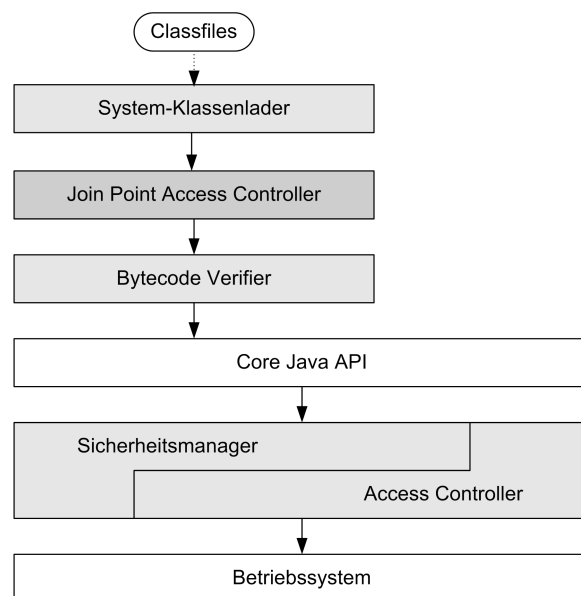 Classfiles
System-Klassenlader
Join Point Access Controller
Bytecode Verifier
Core Java API
Sicherheitsmanager
Access Controller
Betriebssystem